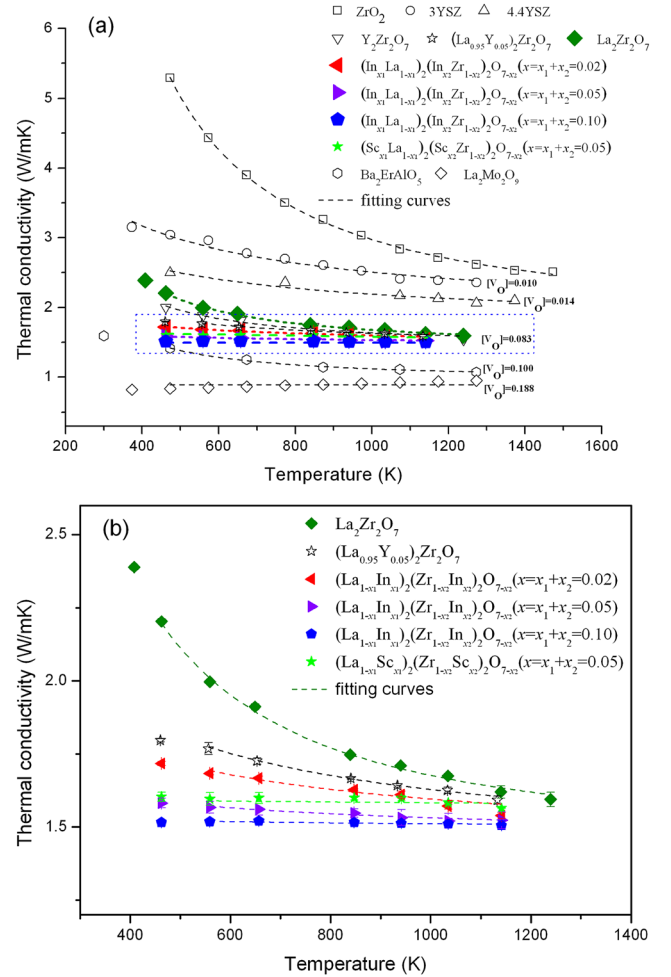 (a)
ZrO₂ 3YSZ 4.4YSZ
Y₂Zr₂O₇ (La₀.₉₅Y₀.₀₅)₂Zr₂O₇ La₂Zr₂O₇
(Inₓ₁La₁₋ₓ₁)₂(Inₓ₂Zr₁₋ₓ₂)₂O₇₋ₓ₂(x=x₁+x₂=0.02)
(Inₓ₁La₁₋ₓ₁)₂(Inₓ₂Zr₁₋ₓ₂)₂O₇₋ₓ₂(x=x₁+x₂=0.05)
(Inₓ₁La₁₋ₓ₁)₂(Inₓ₂Zr₁₋ₓ₂)₂O₇₋ₓ₂(x=x₁+x₂=0.10)
(Scₓ₁La₁₋ₓ₁)₂(Scₓ₂Zr₁₋ₓ₂)₂O₇₋ₓ₂(x=x₁+x₂=0.05)
Ba₂ErAlO₅ La₂Mo₂O₉
fitting curves
Thermal conductivity (W/mK)
6
5
4
3
2
1
[V_O]=0.010
[V_O]=0.014
[V_O]=0.083
[V_O]=0.100
[V_O]=0.188
200 400 600 800 1000 1200 1400 1600
Temperature (K)
(b)
La₂Zr₂O₇
(La₀.₉₅Y₀.₀₅)₂Zr₂O₇
(La₁₋ₓ₁Inₓ₁)₂(Zr₁₋ₓ₂Inₓ₂)₂O₇₋ₓ₂(x=x₁+x₂=0.02)
(La₁₋ₓ₁Inₓ₁)₂(Zr₁₋ₓ₂Inₓ₂)₂O₇₋ₓ₂(x=x₁+x₂=0.05)
(La₁₋ₓ₁Inₓ₁)₂(Zr₁₋ₓ₂Inₓ₂)₂O₇₋ₓ₂(x=x₁+x₂=0.10)
(La₁₋ₓ₁Scₓ₁)₂(Zr₁₋ₓ₂Scₓ₂)₂O₇₋ₓ₂(x=x₁+x₂=0.05)
fitting curves
Thermal conductivity (W/mK)
2.5
2.0
1.5
400 600 800 1000 1200 1400
Temperature (K)